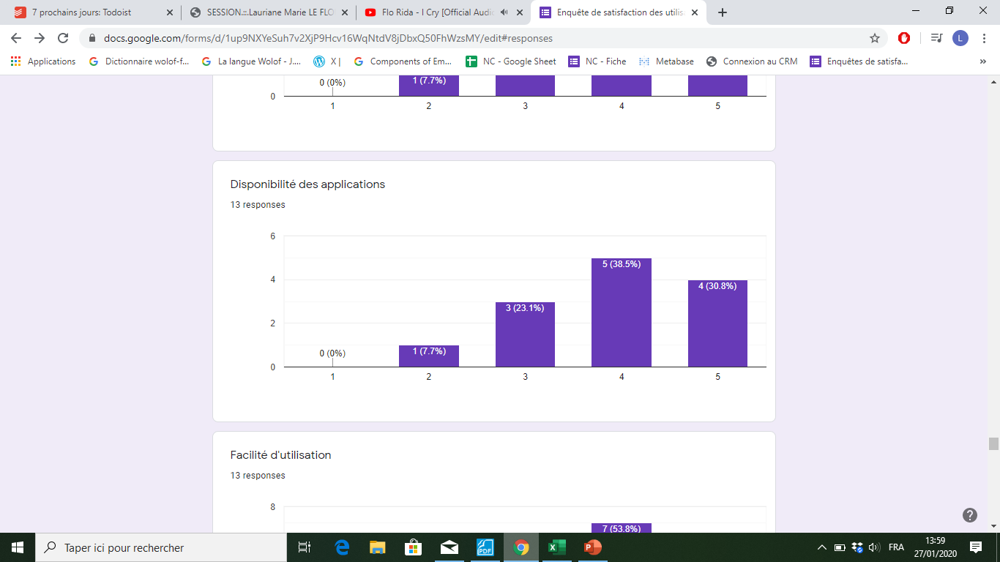 7 prochains jours: Todoist
SESSION.::.Lauriane Marie LE FLO
Flo Rida - I Cry [Official Audio
Enquête de satisfaction des utilis
docs.google.com/forms/d/1up9NXYeSuh7v2XjP9Hcv16WqNtdV8jDbxQ50FhWzsMY/edit#responses
L
Applications
Dictionnaire wolof-f...
La langue Wolof - J....
X |
Components of Em...
NC - Google Sheet
NC - Fiche
Metabase
Connexion au CRM
Enquêtes de satisfa...
»
0 (0%)
1 (7.7%)
0
1 2 3 4 5
Disponibilité des applications
13 responses
6
5 (38.5%)
4
4 (30.8%)
3 (23.1%)
2
0 (0%)
1 (7.7%)
0
1 2 3 4 5
Facilité d'utilisation
13 responses
8
7 (53.8%)
Taper ici pour rechercher
PDF
FRA
13:59
27/01/2020